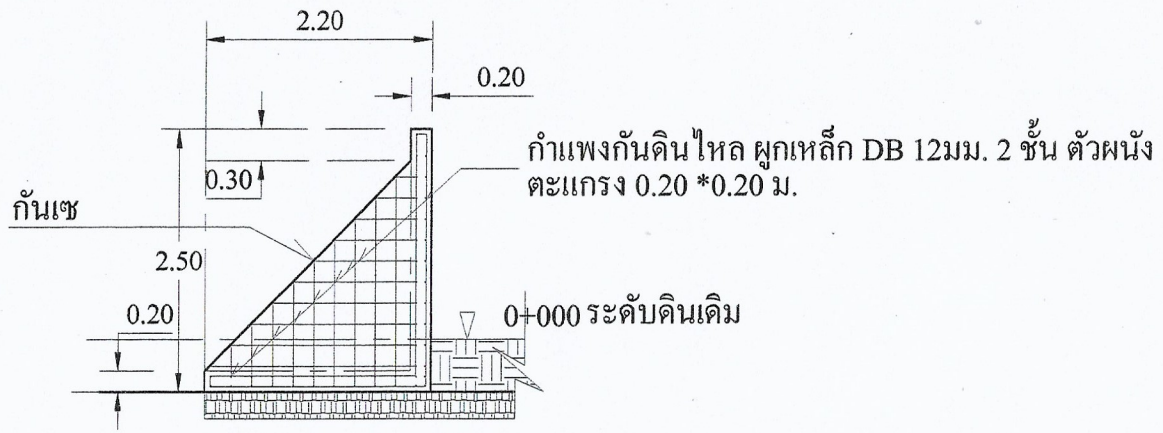 2.20
0.20
กำแพงกันดินไหล ผูกเหล็ก DB 12มม. 2 ชั้น ตัวผนัง
ตะแกรง 0.20 *0.20 ม.
0.30
กันเซ
2.50
0.20
0+000 ระดับดินเดิม